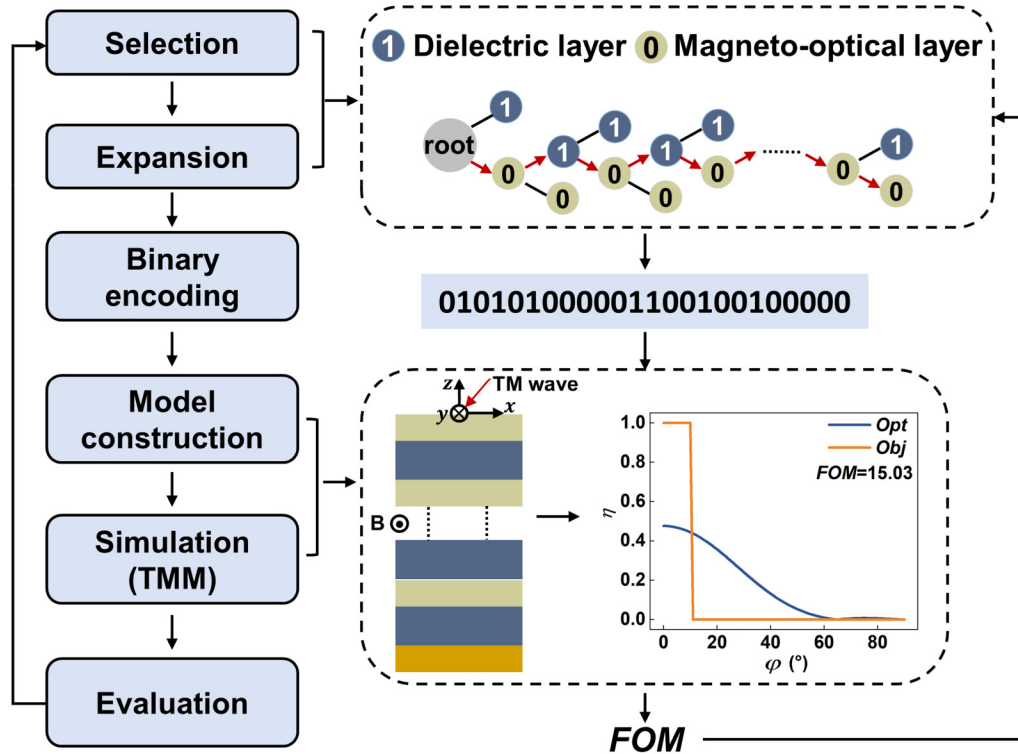 Selection
Expansion
Binary
encoding
Model
construction
Simulation
(TMM)
Evaluation
1 Dielectric layer 0 Magneto-optical layer
root
1
0
1
1
0
0
0
1
1
0
0
......
0
1
0
010101000001100100100000
z
TM wave
y
x
B
η
1.0
0.8
0.6
0.4
0.2
0.0
Opt
Obj
FOM=15.03
0 20 40 60 80
φ (°)
FOM